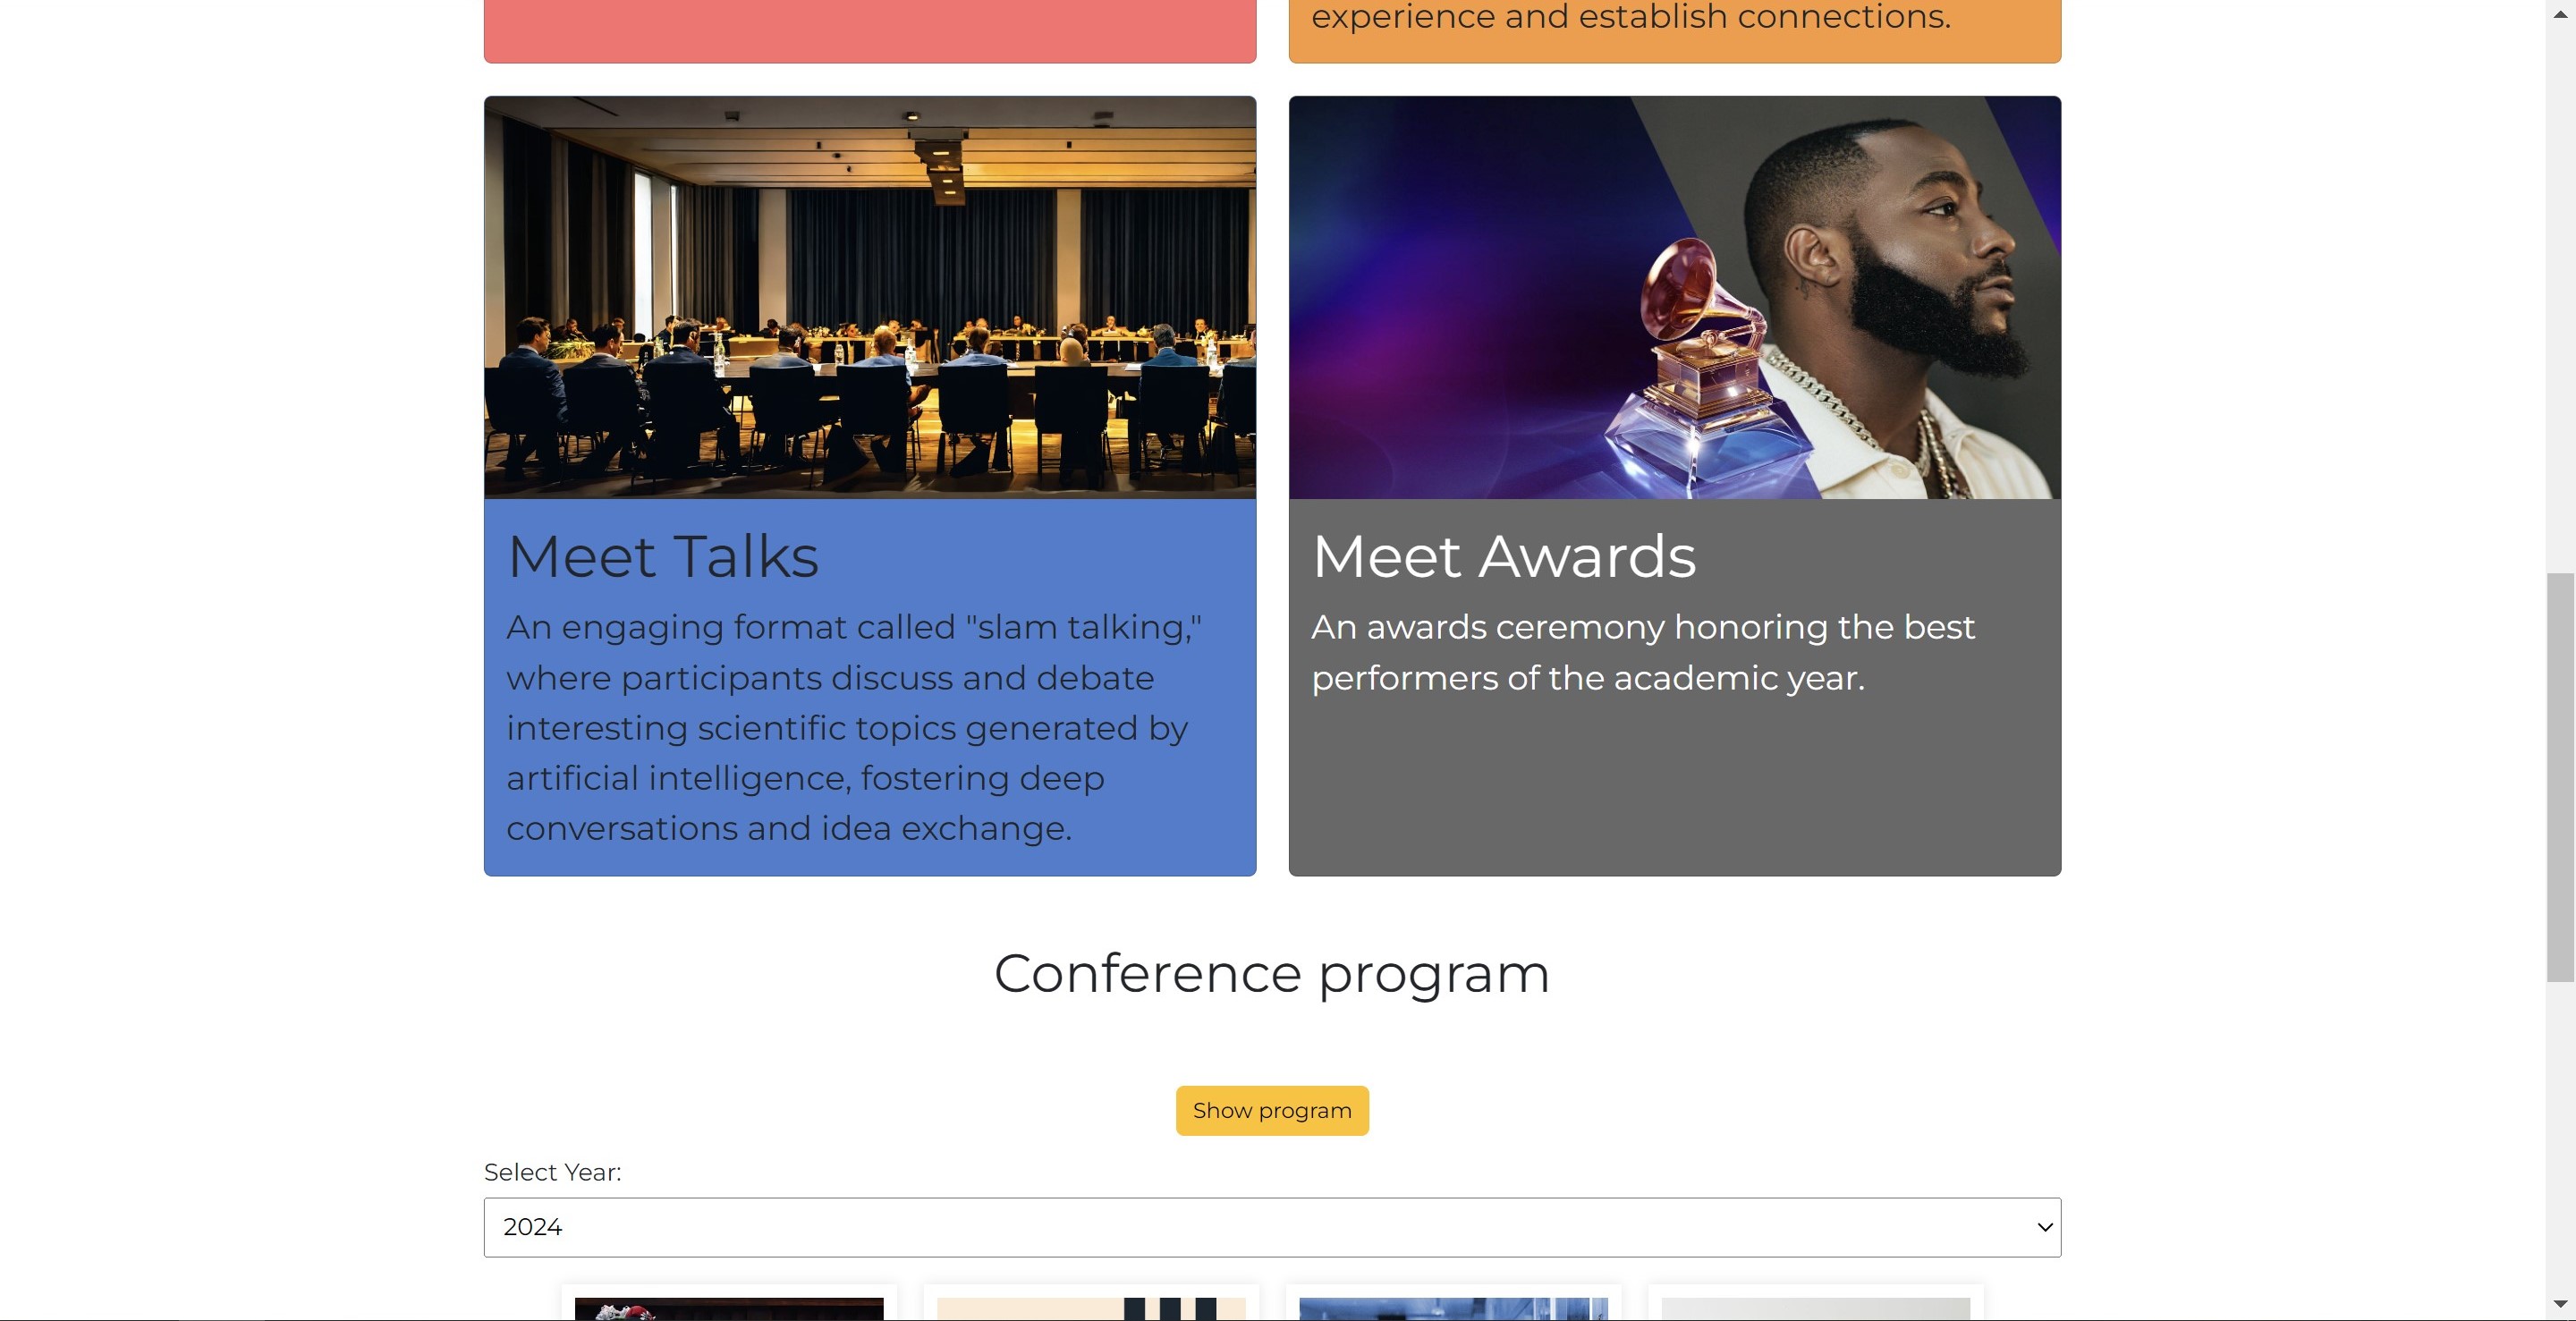 experience and establish connections.
Meet Talks
An engaging format called "slam talking,"
where participants discuss and debate
interesting scientific topics generated by
artificial intelligence, fostering deep
conversations and idea exchange.
Meet Awards
An awards ceremony honoring the best
performers of the academic year.
Conference program
Show program
Select Year:
2024